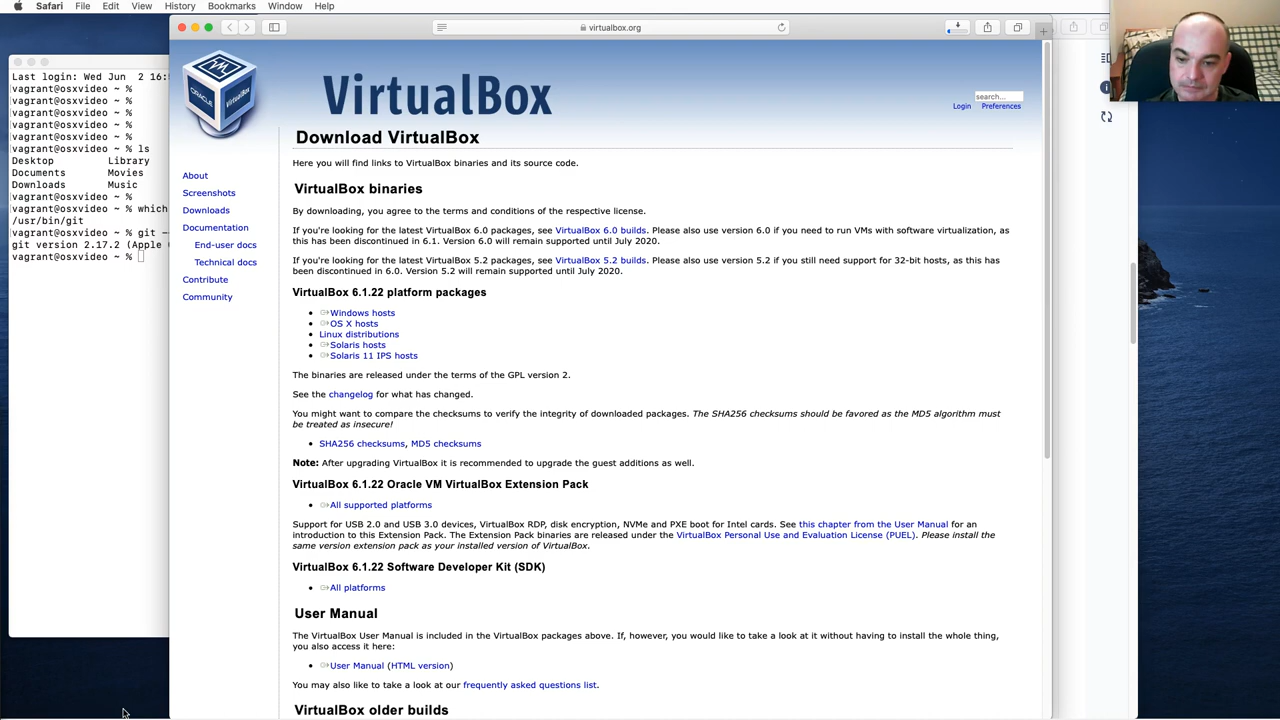 Safari File Edit View History Bookmarks Window Help
virtualbox.org
Last login: Wed Jun 2 16:5
vagrant@osxvideo ~ %
vagrant@osxvideo ~ %
vagrant@osxvideo ~ %
vagrant@osxvideo ~ %
vagrant@osxvideo ~ %
vagrant@osxvideo ~ % ls
Desktop Library
Documents Movies
Downloads Music
vagrant@osxvideo ~ %
vagrant@osxvideo ~ % which
/usr/bin/git
vagrant@osxvideo ~ % git
git version 2.17.2 (Apple
vagrant@osxvideo ~ %
ORACLE
VirtualBox
VirtualBox
search...
Login Preferences
About
Screenshots
Downloads
Documentation
End-user docs
Technical docs
Contribute
Community
Download VirtualBox
Here you will find links to VirtualBox binaries and its source code.
VirtualBox binaries
By downloading, you agree to the terms and conditions of the respective license.
If you're looking for the latest VirtualBox 6.0 packages, see VirtualBox 6.0 builds. Please also use version 6.0 if you need to run VMs with software virtualization, as
this has been discontinued in 6.1. Version 6.0 will remain supported until July 2020.
If you're looking for the latest VirtualBox 5.2 packages, see VirtualBox 5.2 builds. Please also use version 5.2 if you still need support for 32-bit hosts, as this has
been discontinued in 6.0. Version 5.2 will remain supported until July 2020.
VirtualBox 6.1.22 platform packages
• Windows hosts
• OS X hosts
• Linux distributions
• Solaris hosts
• Solaris 11 IPS hosts
The binaries are released under the terms of the GPL version 2.
See the changelog for what has changed.
You might want to compare the checksums to verify the integrity of downloaded packages. The SHA256 checksums should be favored as the MD5 algorithm must
be treated as insecure!
• SHA256 checksums, MD5 checksums
Note: After upgrading VirtualBox it is recommended to upgrade the guest additions as well.
VirtualBox 6.1.22 Oracle VM VirtualBox Extension Pack
• All supported platforms
Support for USB 2.0 and USB 3.0 devices, VirtualBox RDP, disk encryption, NVMe and PXE boot for Intel cards. See this chapter from the User Manual for an
introduction to this Extension Pack. The Extension Pack binaries are released under the VirtualBox Personal Use and Evaluation License (PUEL). Please install the
same version extension pack as your installed version of VirtualBox.
VirtualBox 6.1.22 Software Developer Kit (SDK)
• All platforms
User Manual
The VirtualBox User Manual is included in the VirtualBox packages above. If, however, you would like to take a look at it without having to install the whole thing,
you also access it here:
• User Manual (HTML version)
You may also like to take a look at our frequently asked questions list.
VirtualBox older builds